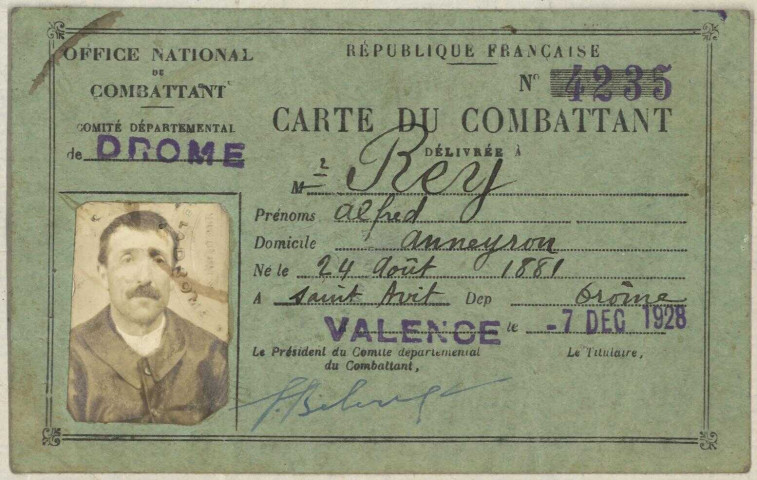 OFFICE NATIONAL
DU
COMBATTANT
COMITÉ DÉPARTEMENTAL
de DROME
RÉPUBLIQUE FRANÇAISE
N° 4235
CARTE DU COMBATTANT
DÉLIVRÉE À
Mr Rey
Prénoms Alfred
Domicile Anneyron
Né le 24 Août 1881
A Saint Avit Dep Drôme
VALENCE le -7 DEC 1928
Le Président du Comité départemental
du Combattant,
Le Titulaire,